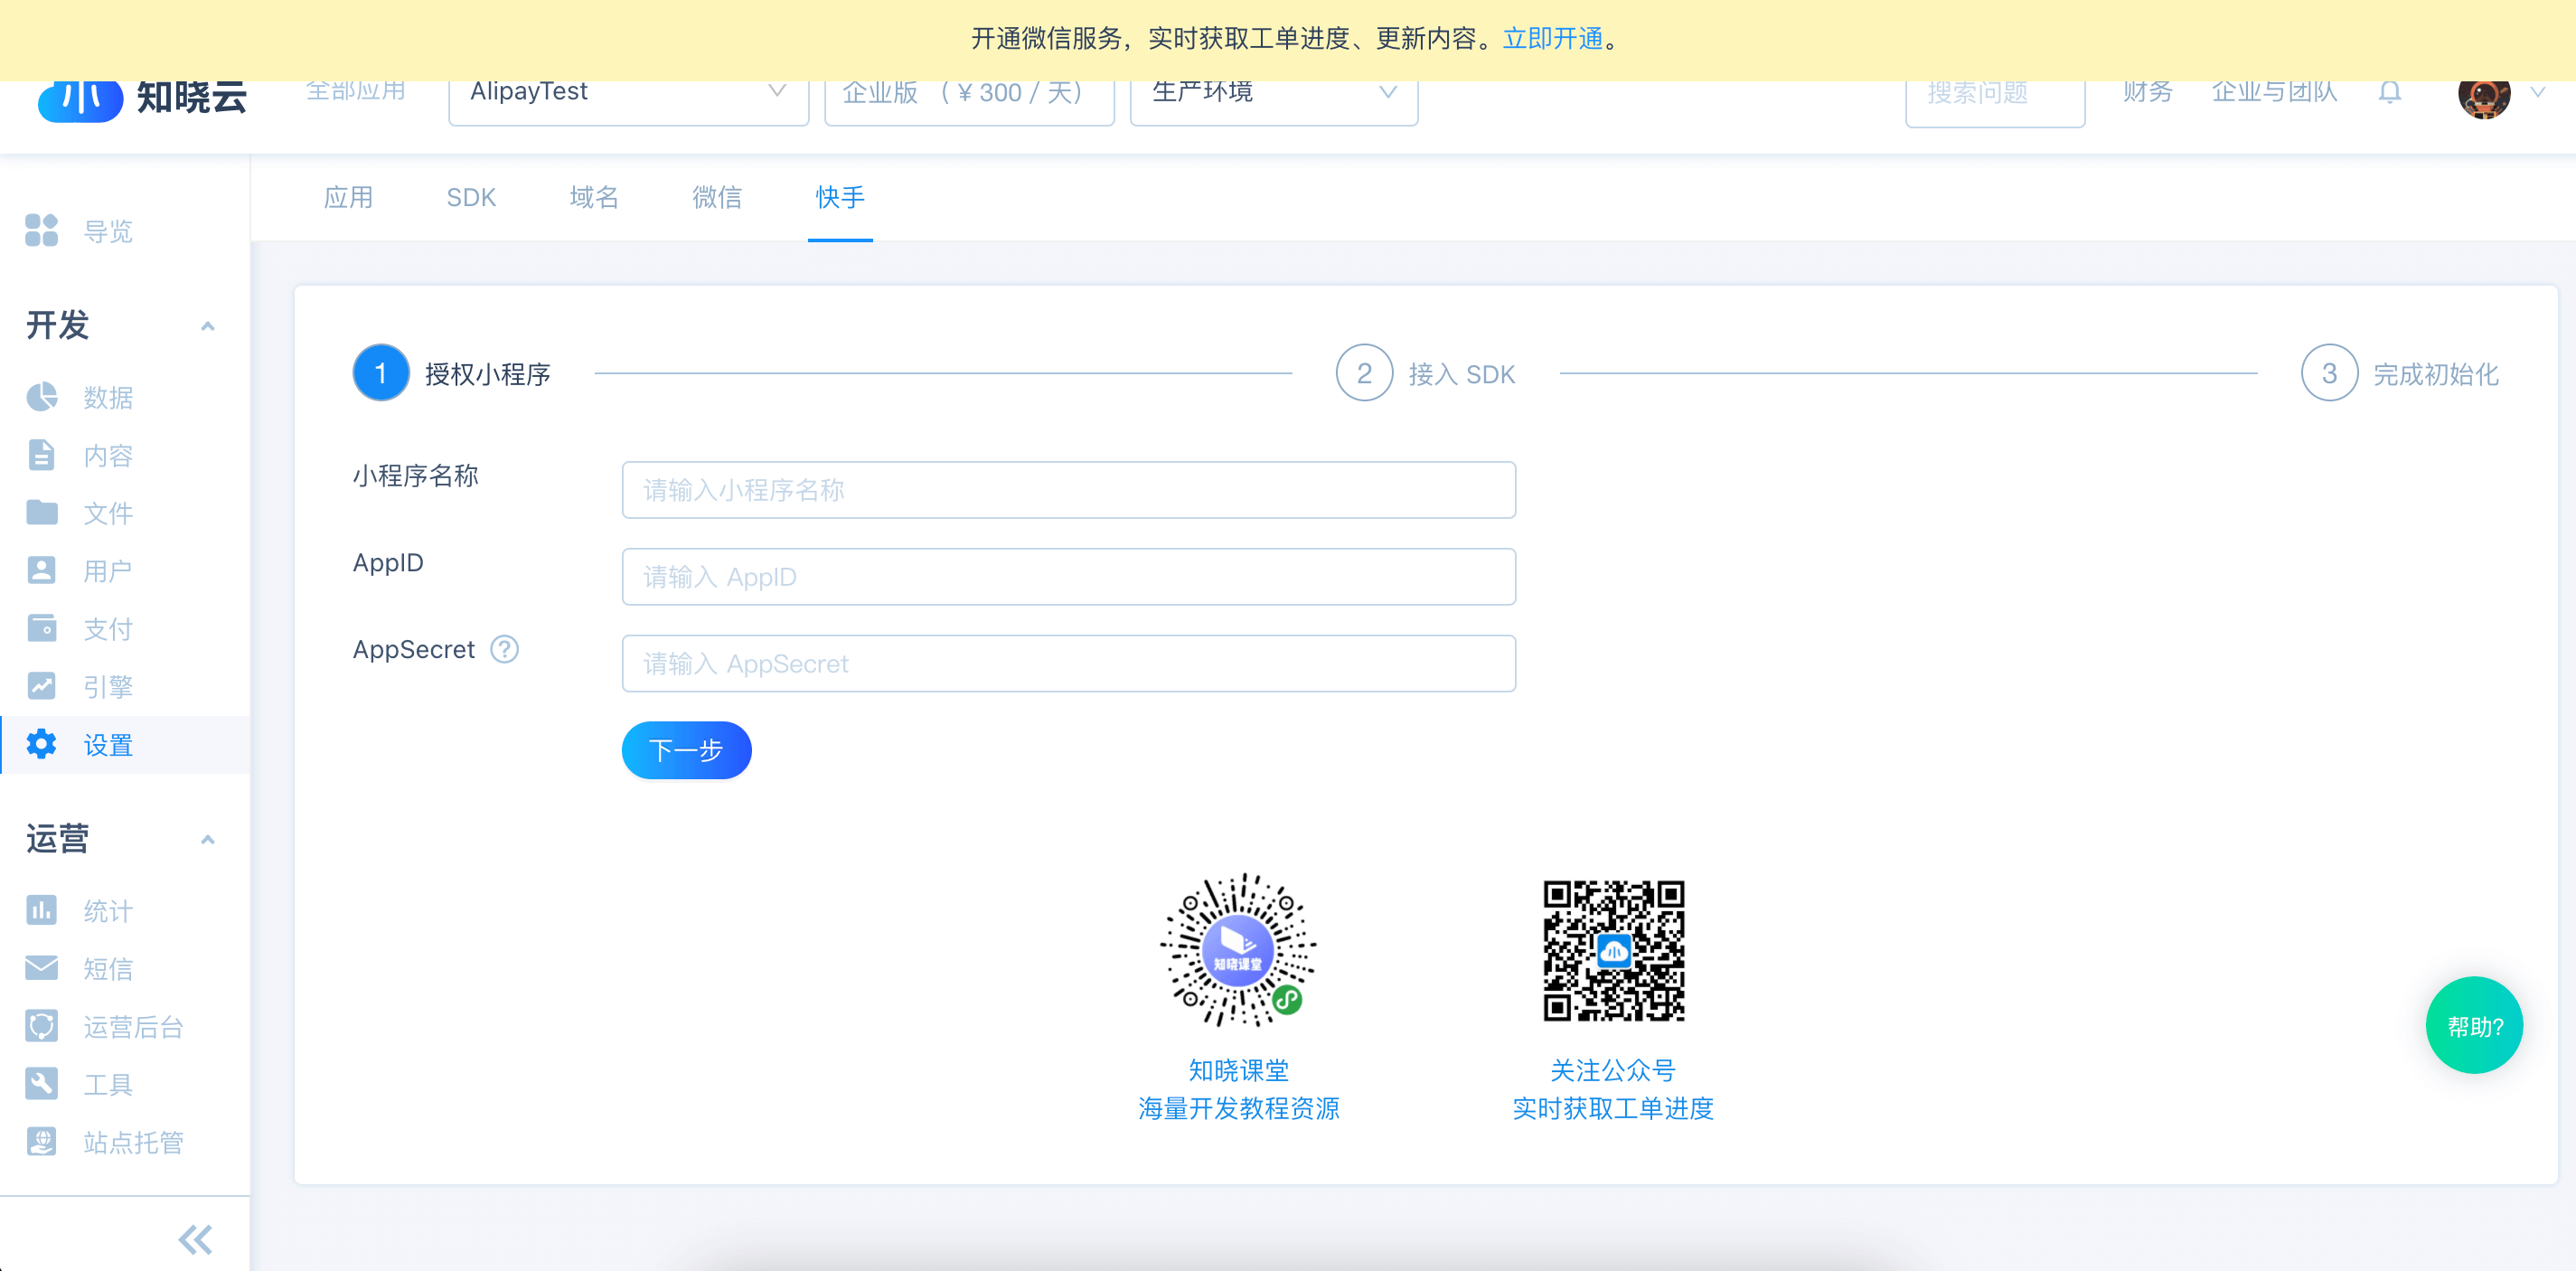 开通微信服务，实时获取工单进度、更新内容。立即开通。
知晓云
全部应用
AlipayTest
企业版 （¥ 300 / 天）
生产环境
搜索问题
财务
企业与团队
应用
SDK
域名
微信
快手
导览
开发
数据
内容
文件
用户
支付
引擎
设置
运营
统计
短信
运营后台
工具
站点托管
1 授权小程序
2 接入 SDK
3 完成初始化
小程序名称
请输入小程序名称
AppID
请输入 AppID
AppSecret ?
请输入 AppSecret
下一步
知晓课堂
知晓课堂
海量开发教程资源
关注公众号
实时获取工单进度
帮助?